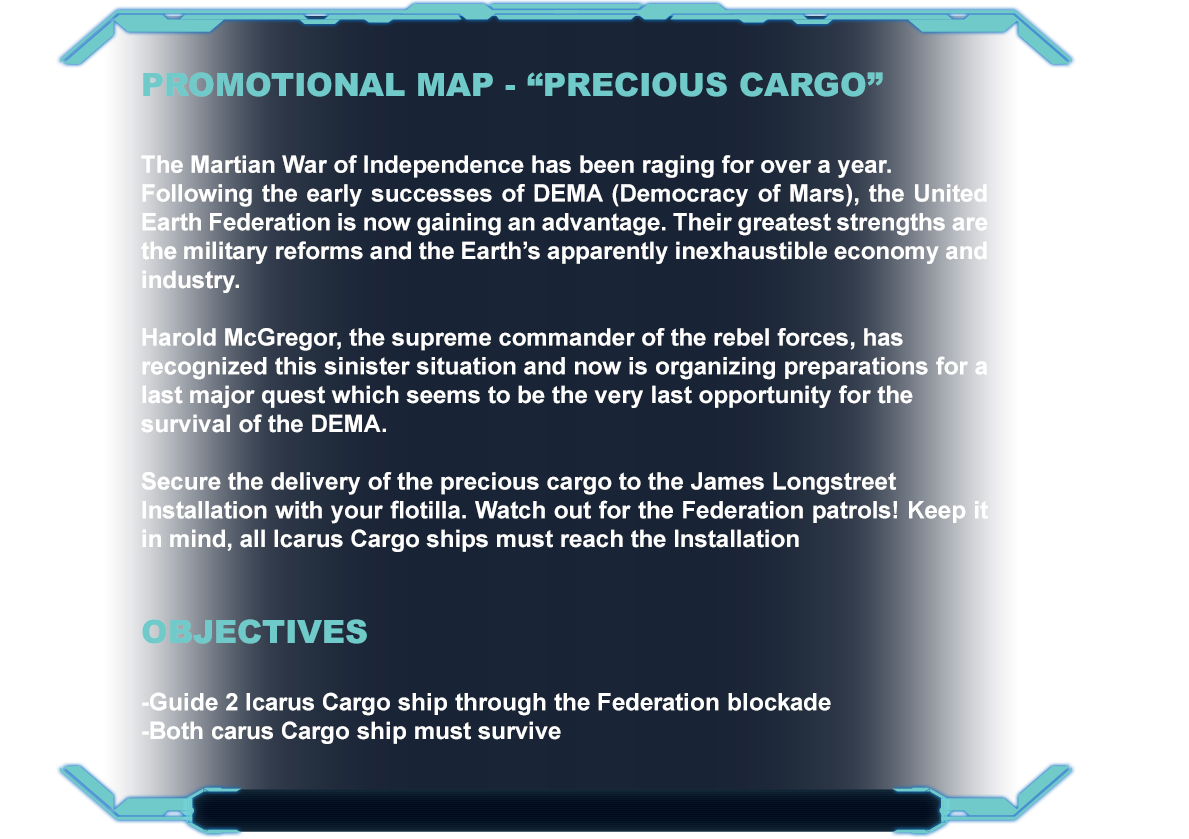 PROMOTIONAL MAP - “PRECIOUS CARGO”
The Martian War of Independence has been raging for over a year.
Following the early successes of DEMA (Democracy of Mars), the United
Earth Federation is now gaining an advantage. Their greatest strengths are
the military reforms and the Earth’s apparently inexhaustible economy and
industry.
Harold McGregor, the supreme commander of the rebel forces, has
recognized this sinister situation and now is organizing preparations for a
last major quest which seems to be the very last opportunity for the
survival of the DEMA.
Secure the delivery of the precious cargo to the James Longstreet
Installation with your flotilla. Watch out for the Federation patrols! Keep it
in mind, all Icarus Cargo ships must reach the Installation
OBJECTIVES
-Guide 2 Icarus Cargo ship through the Federation blockade
-Both carus Cargo ship must survive